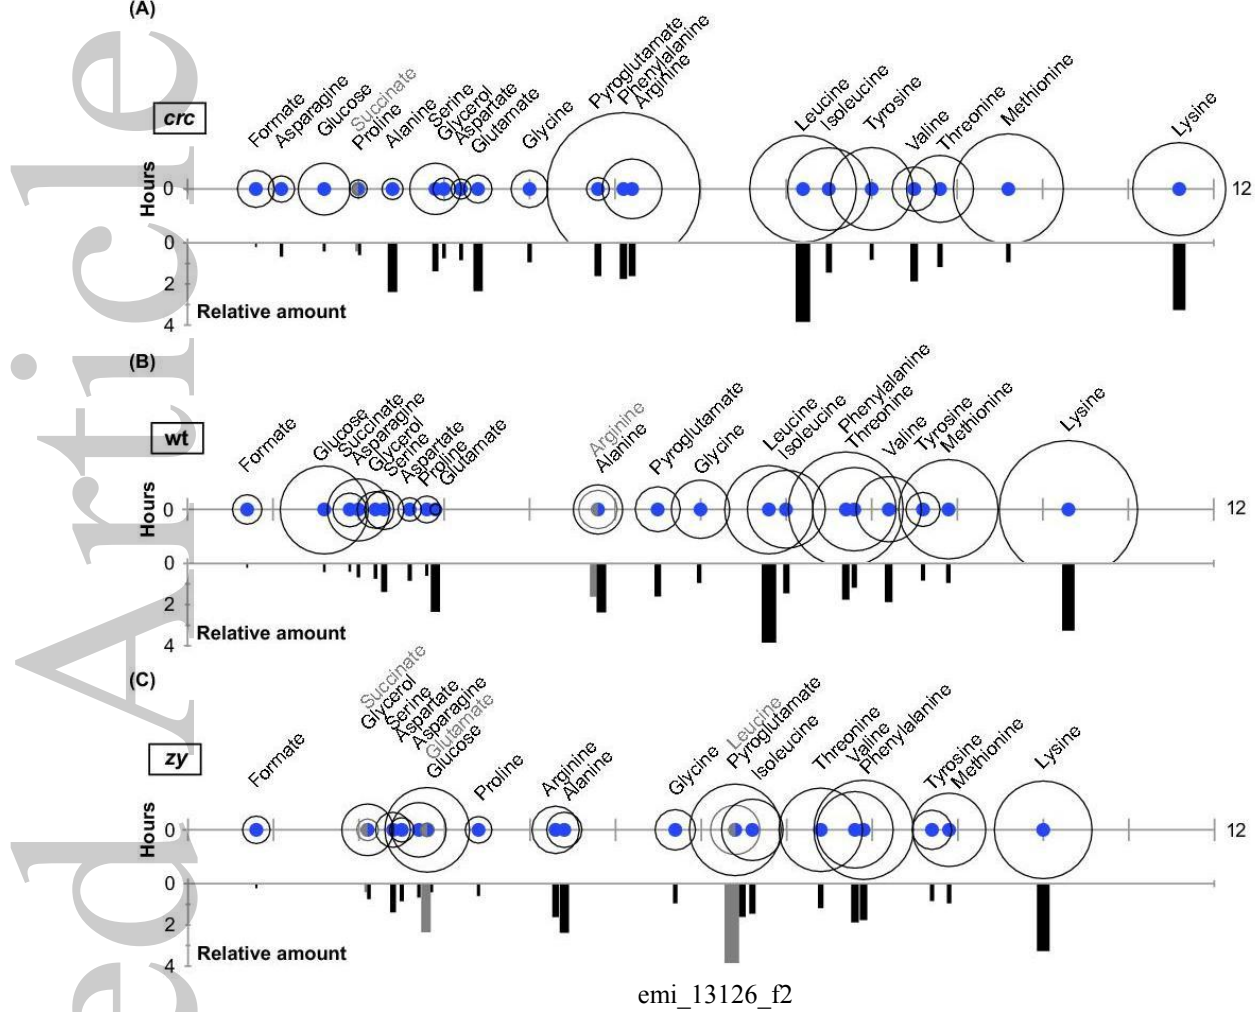 (A)
crc
Formate
Asparagine
Glucose
Succinate
Proline
Alanine
Serine
Glycerol
Aspartate
Glutamate
Glycine
Pyroglutamate
Phenylalanine
Arginine
Leucine
Isoleucine
Tyrosine
Valine
Threonine
Methionine
Lysine
Hours
0
12
0
2
4
Relative amount
(B)
wt
Formate
Glucose
Succinate
Asparagine
Glycerol
Serine
Aspartate
Proline
Glutamate
Arginine
Alanine
Pyroglutamate
Glycine
Leucine
Isoleucine
Phenylalanine
Threonine
Valine
Tyrosine
Methionine
Lysine
Hours
0
12
0
2
4
Relative amount
(C)
zy
Formate
Succinate
Glycerol
Serine
Aspartate
Asparagine
Glutamate
Glucose
Proline
Arginine
Alanine
Glycine
Leucine
Pyroglutamate
Isoleucine
Threonine
Valine
Phenylalanine
Tyrosine
Methionine
Lysine
Hours
0
12
0
2
4
Relative amount
emi_13126_f2
ed Article